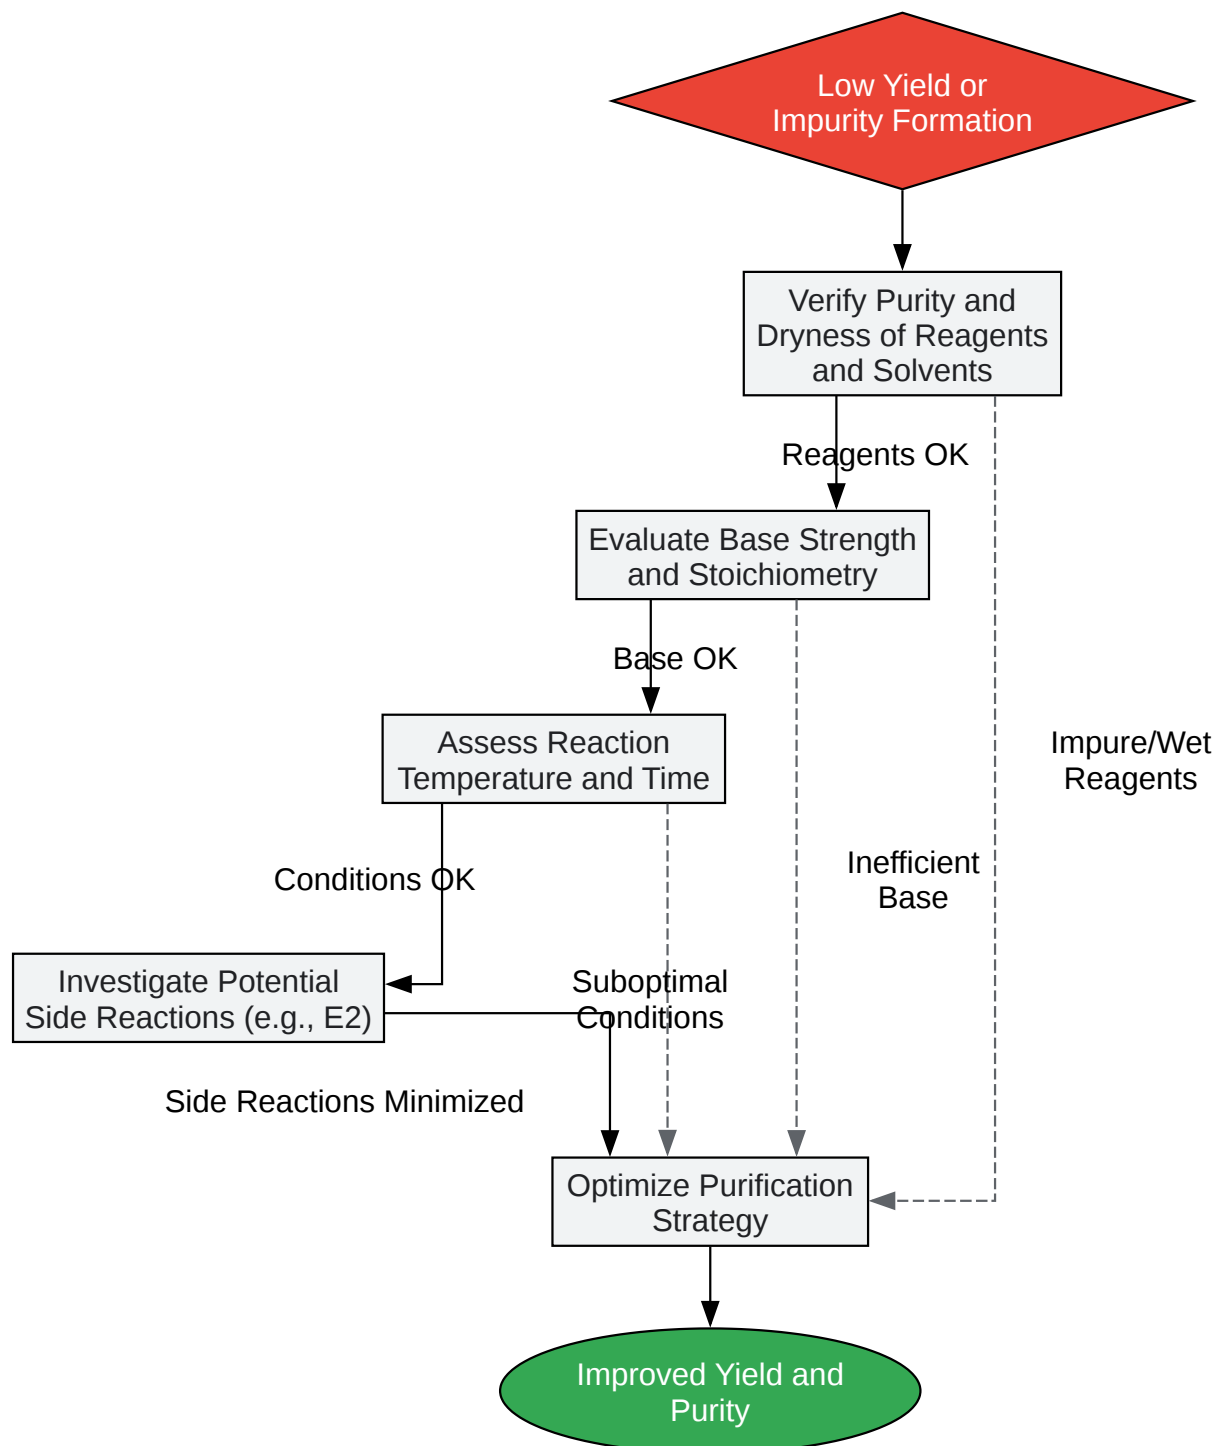 Low Yield or
Impurity Formation
Verify Purity and
Dryness of Reagents
and Solvents
Reagents OK
Evaluate Base Strength
and Stoichiometry
Base OK
Assess Reaction
Temperature and Time
Impure/Wet
Reagents
Inefficient
Base
Conditions OK
Investigate Potential
Side Reactions (e.g., E2)
Suboptimal
Conditions
Side Reactions Minimized
Optimize Purification
Strategy
Improved Yield and
Purity